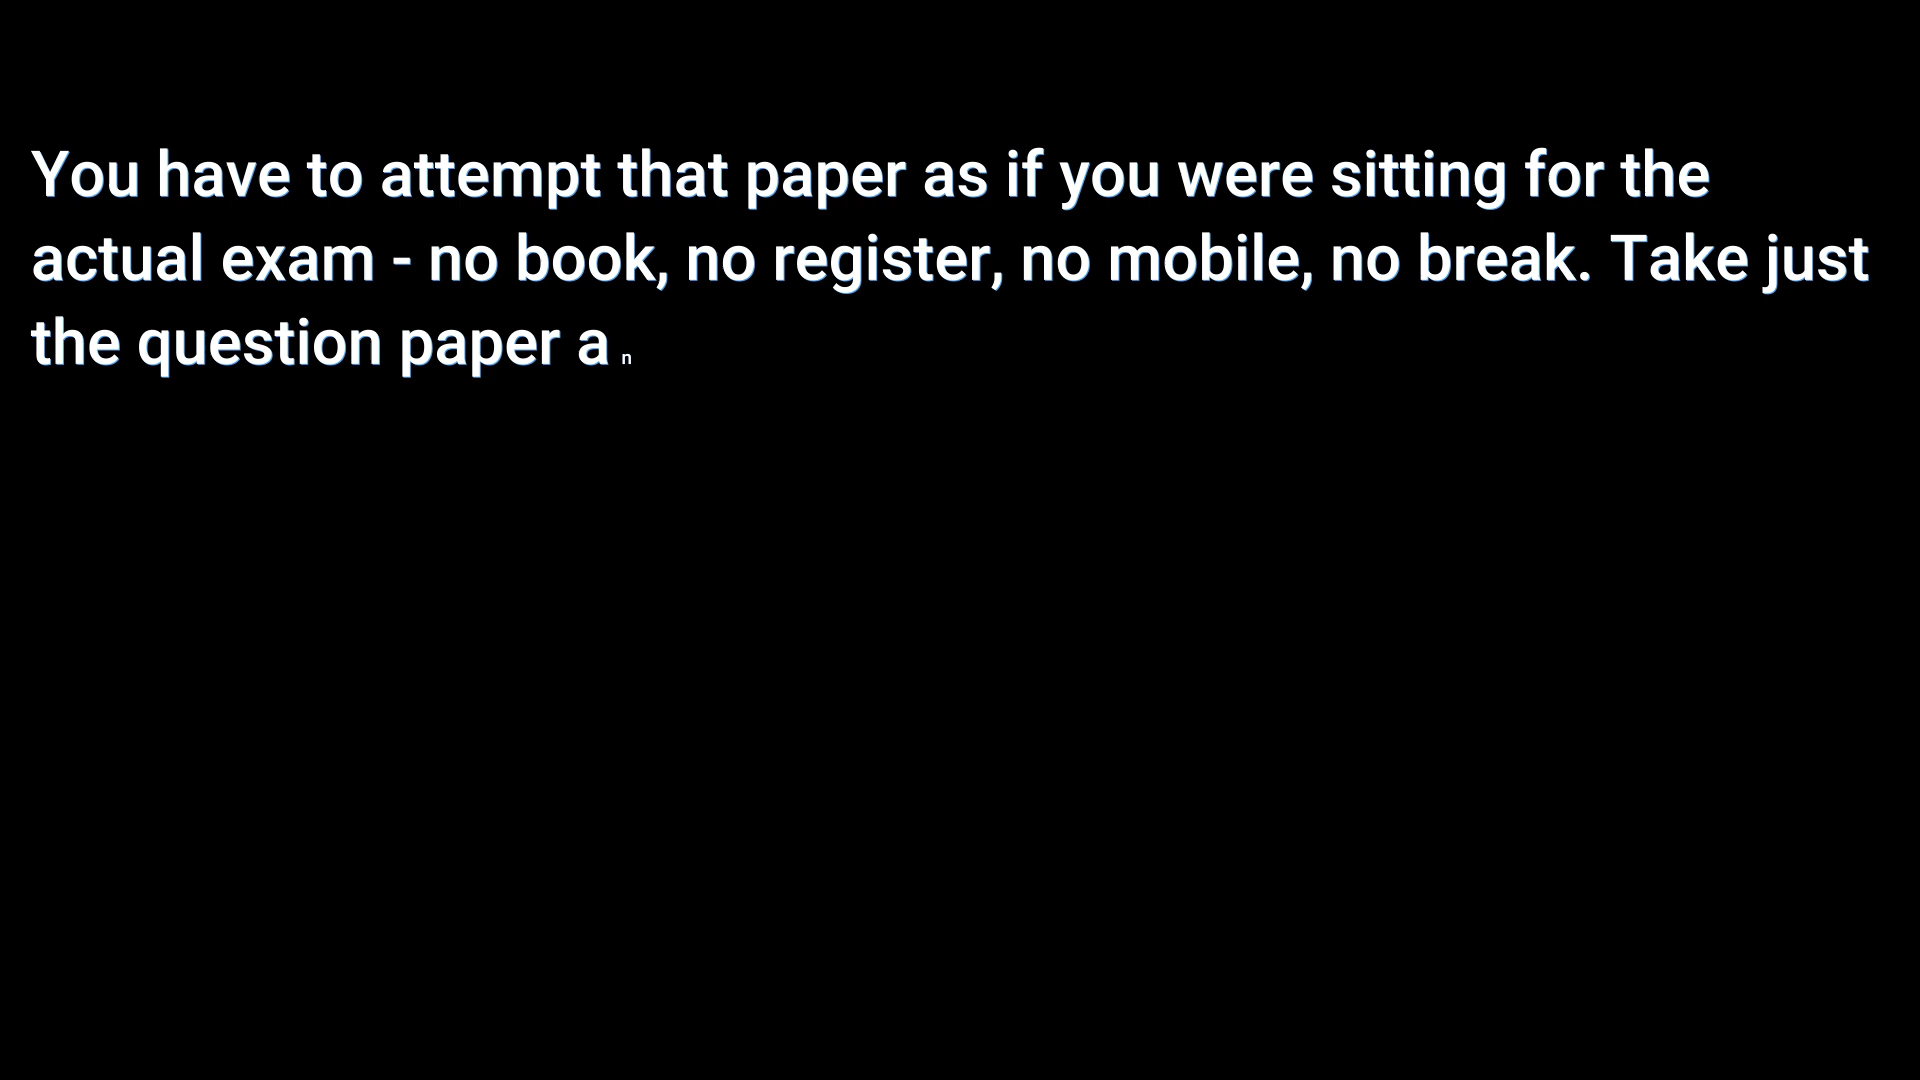 You have to attempt that paper as if you were sitting for the
actual exam - no book, no register, no mobile, no break. Take just
the question paper a n